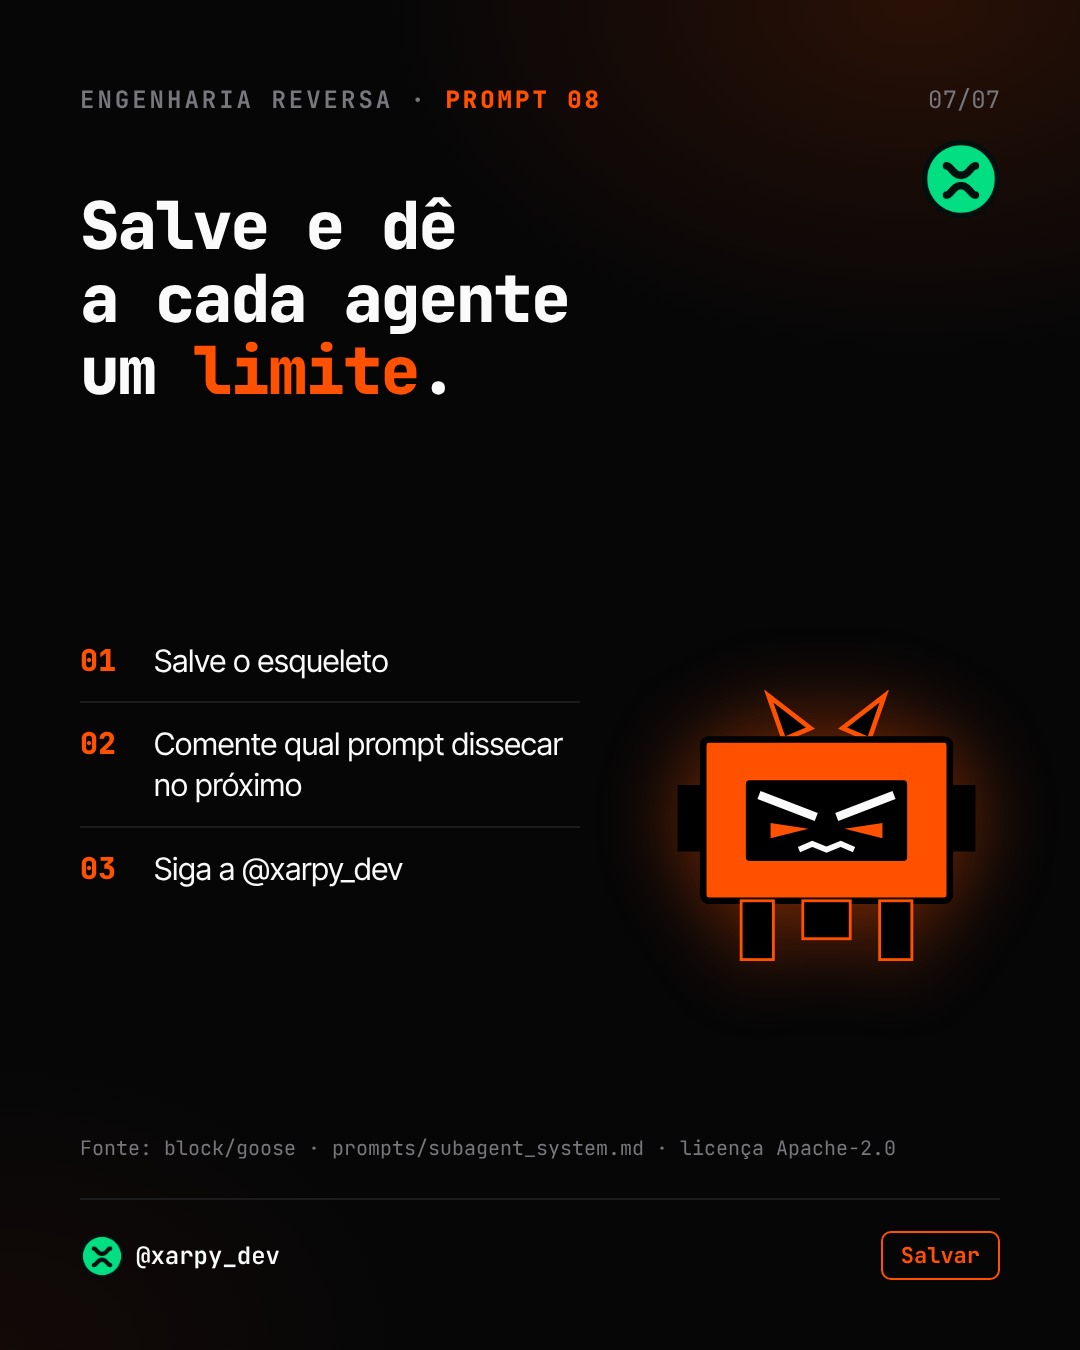 ENGENHARIA REVERSA · PROMPT 08
07/07
Salve e dê
a cada agente
um limite.
01 Salve o esqueleto
02 Comente qual prompt dissecar
no próximo
03 Siga a @xarpy_dev
Fonte: block/goose · prompts/subagent_system.md · licença Apache-2.0
@xarpy_dev
Salvar